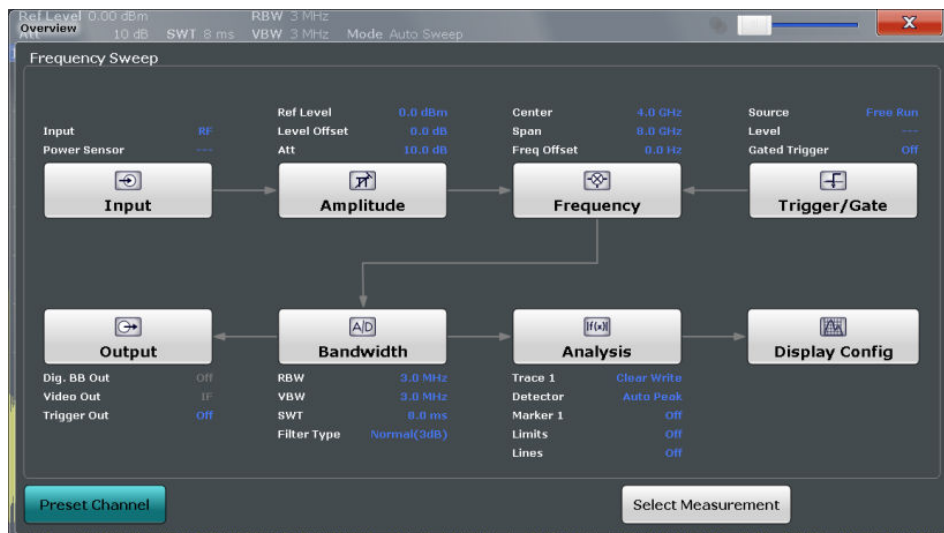 Ref Level 0.00 dBm RBW 3 MHz
Overview
Att 10 dB SWT 8 ms VBW 3 MHz Mode Auto Sweep
X
Frequency Sweep
Input RF
Power Sensor ---
Ref Level 0.0 dBm
Level Offset 0.0 dB
Att 10.0 dB
Center 4.0 GHz
Span 8.0 GHz
Freq Offset 0.0 Hz
Source Free Run
Level ---
Gated Trigger Off
Input
Amplitude
Frequency
Trigger/Gate
A/D
|f(x)|
Output
Bandwidth
Analysis
Display Config
Dig. BB Out Off
Video Out IF
Trigger Out Off
RBW 3.0 MHz
VBW 3.0 MHz
SWT 8.0 ms
Filter Type Normal(3dB)
Trace 1 Clear Write
Detector Auto Peak
Marker 1 Off
Limits Off
Lines Off
Preset Channel
Select Measurement